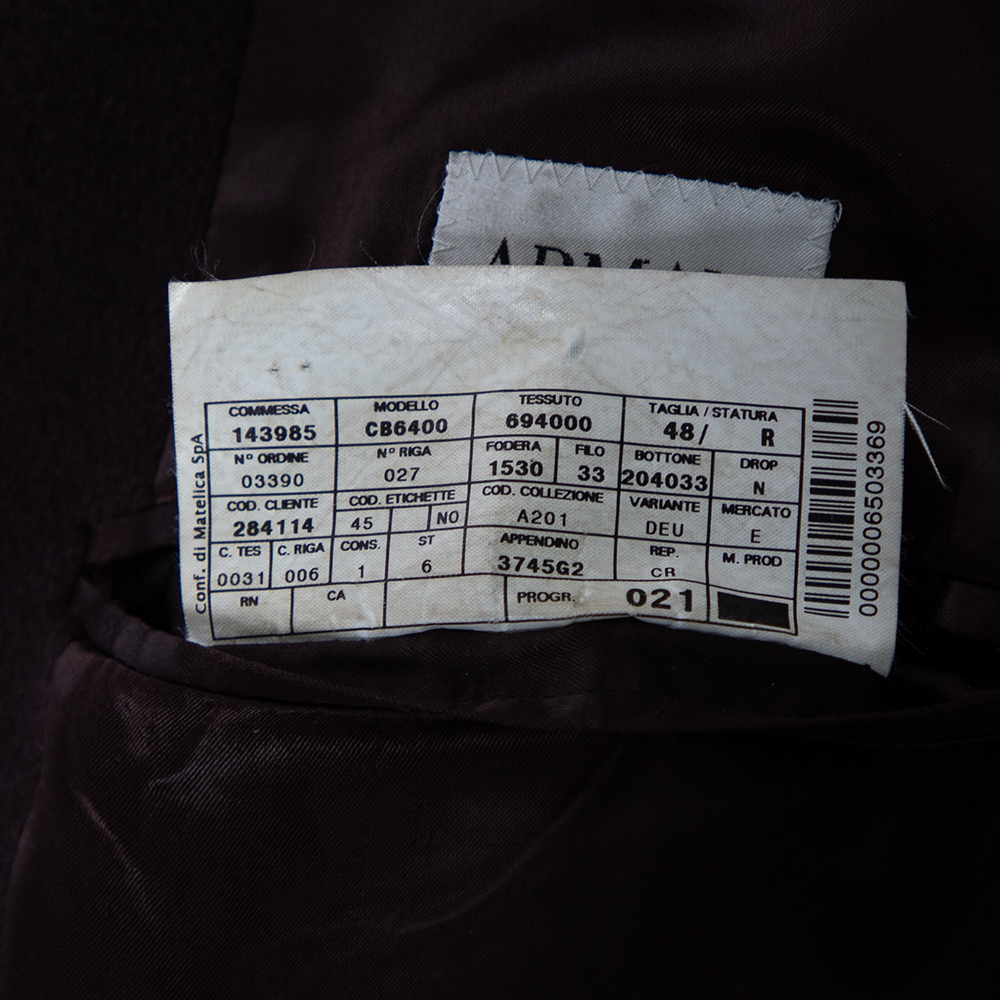 ARMA
COMMESSA MODELLO TESSUTO TAGLIA / STATURA
143985 CB6400 694000 48/ R
Nº ORDINE Nº RIGA FODERA FILO BOTTONE DROP
03390 027 1530 33 204033 N
COD. CLIENTE COD. ETICHETTE COD. COLLEZIONE VARIANTE MERCATO
284114 45 NO A201 DEU E
C. TES C. RIGA CONS. ST APPENDINO REP. M. PROD
0031 006 1 6 3745G2 CR
RN CA PROGR. 021
Conf. di Matelica SpA
0000006503369